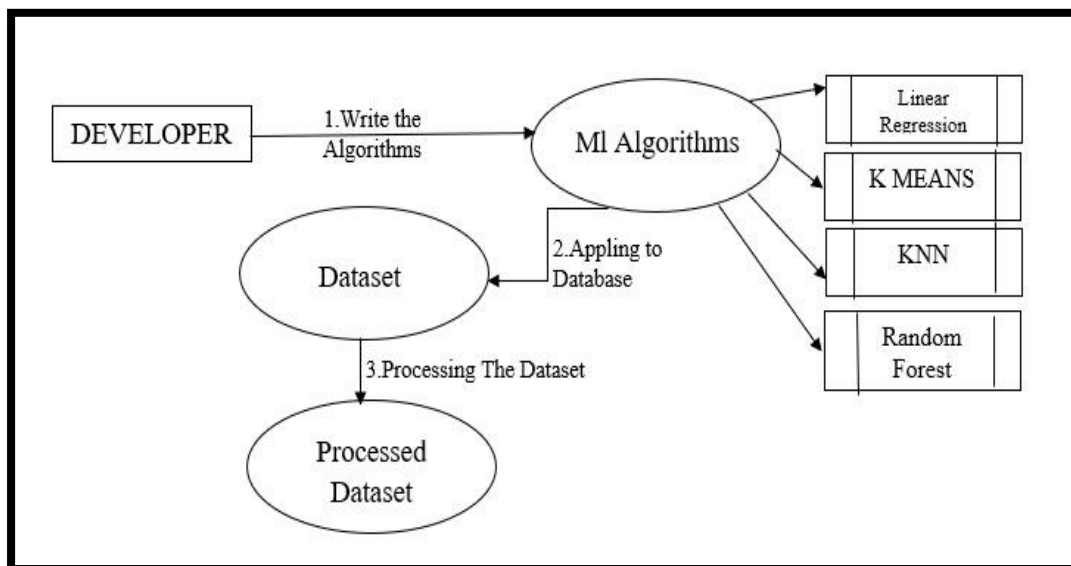 DEVELOPER
1.Write the
Algorithms
Ml Algorithms
Linear
Regression
K MEANS
KNN
Random
Forest
2.Appling to
Database
Dataset
3.Processing The Dataset
Processed
Dataset